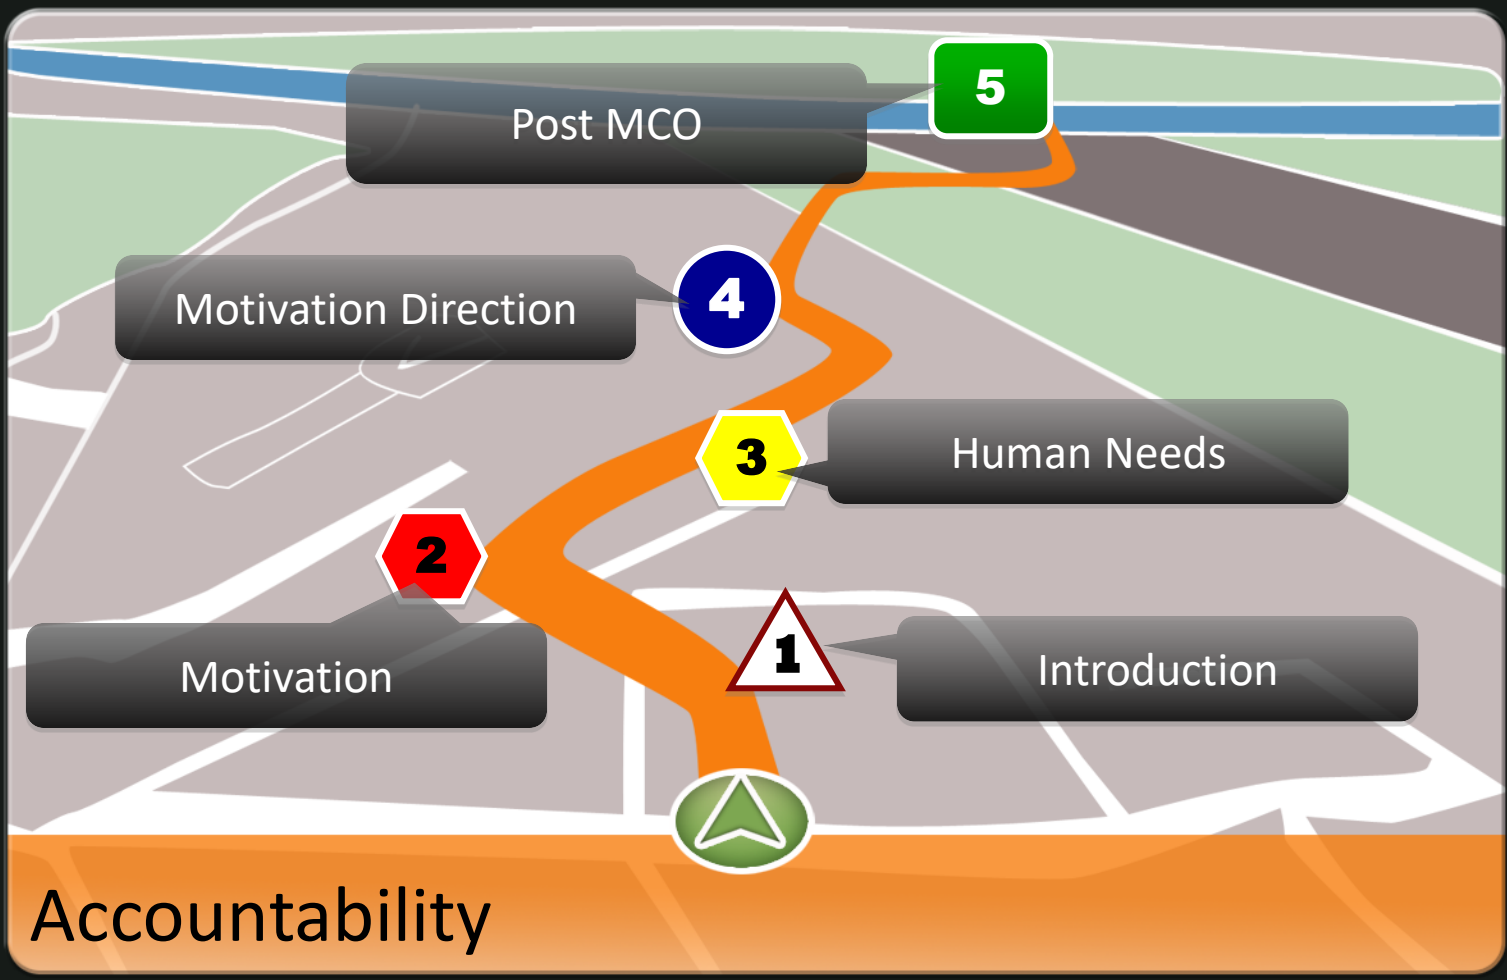 5
Post MCO
4
Motivation Direction
3
Human Needs
2
Motivation
1
Introduction
Accountability